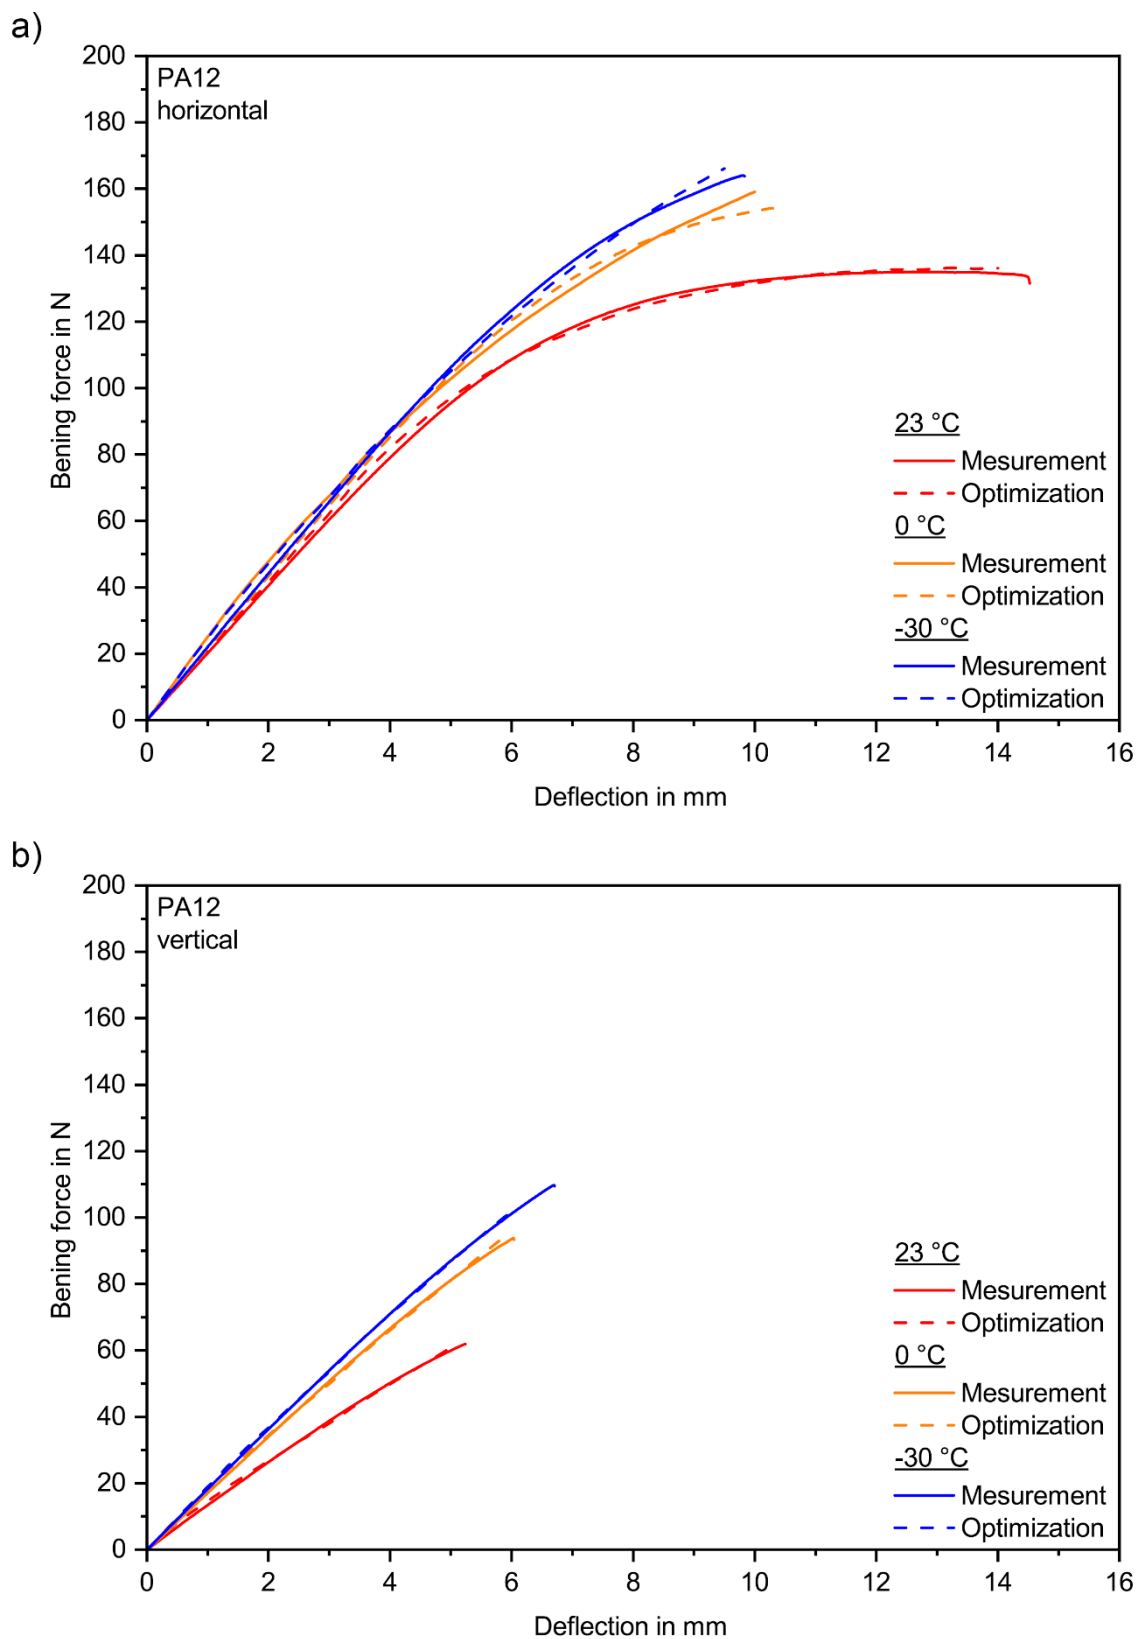 a)
PA12
horizontal
200
180
160
140
120
100
80
60
40
20
0
Bening force in N
23 °C
Mesurement
Optimization
0 °C
Mesurement
Optimization
-30 °C
Mesurement
Optimization
0 2 4 6 8 10 12 14 16
Deflection in mm
b)
PA12
vertical
200
180
160
140
120
100
80
60
40
20
0
Bening force in N
23 °C
Mesurement
Optimization
0 °C
Mesurement
Optimization
-30 °C
Mesurement
Optimization
0 2 4 6 8 10 12 14 16
Deflection in mm